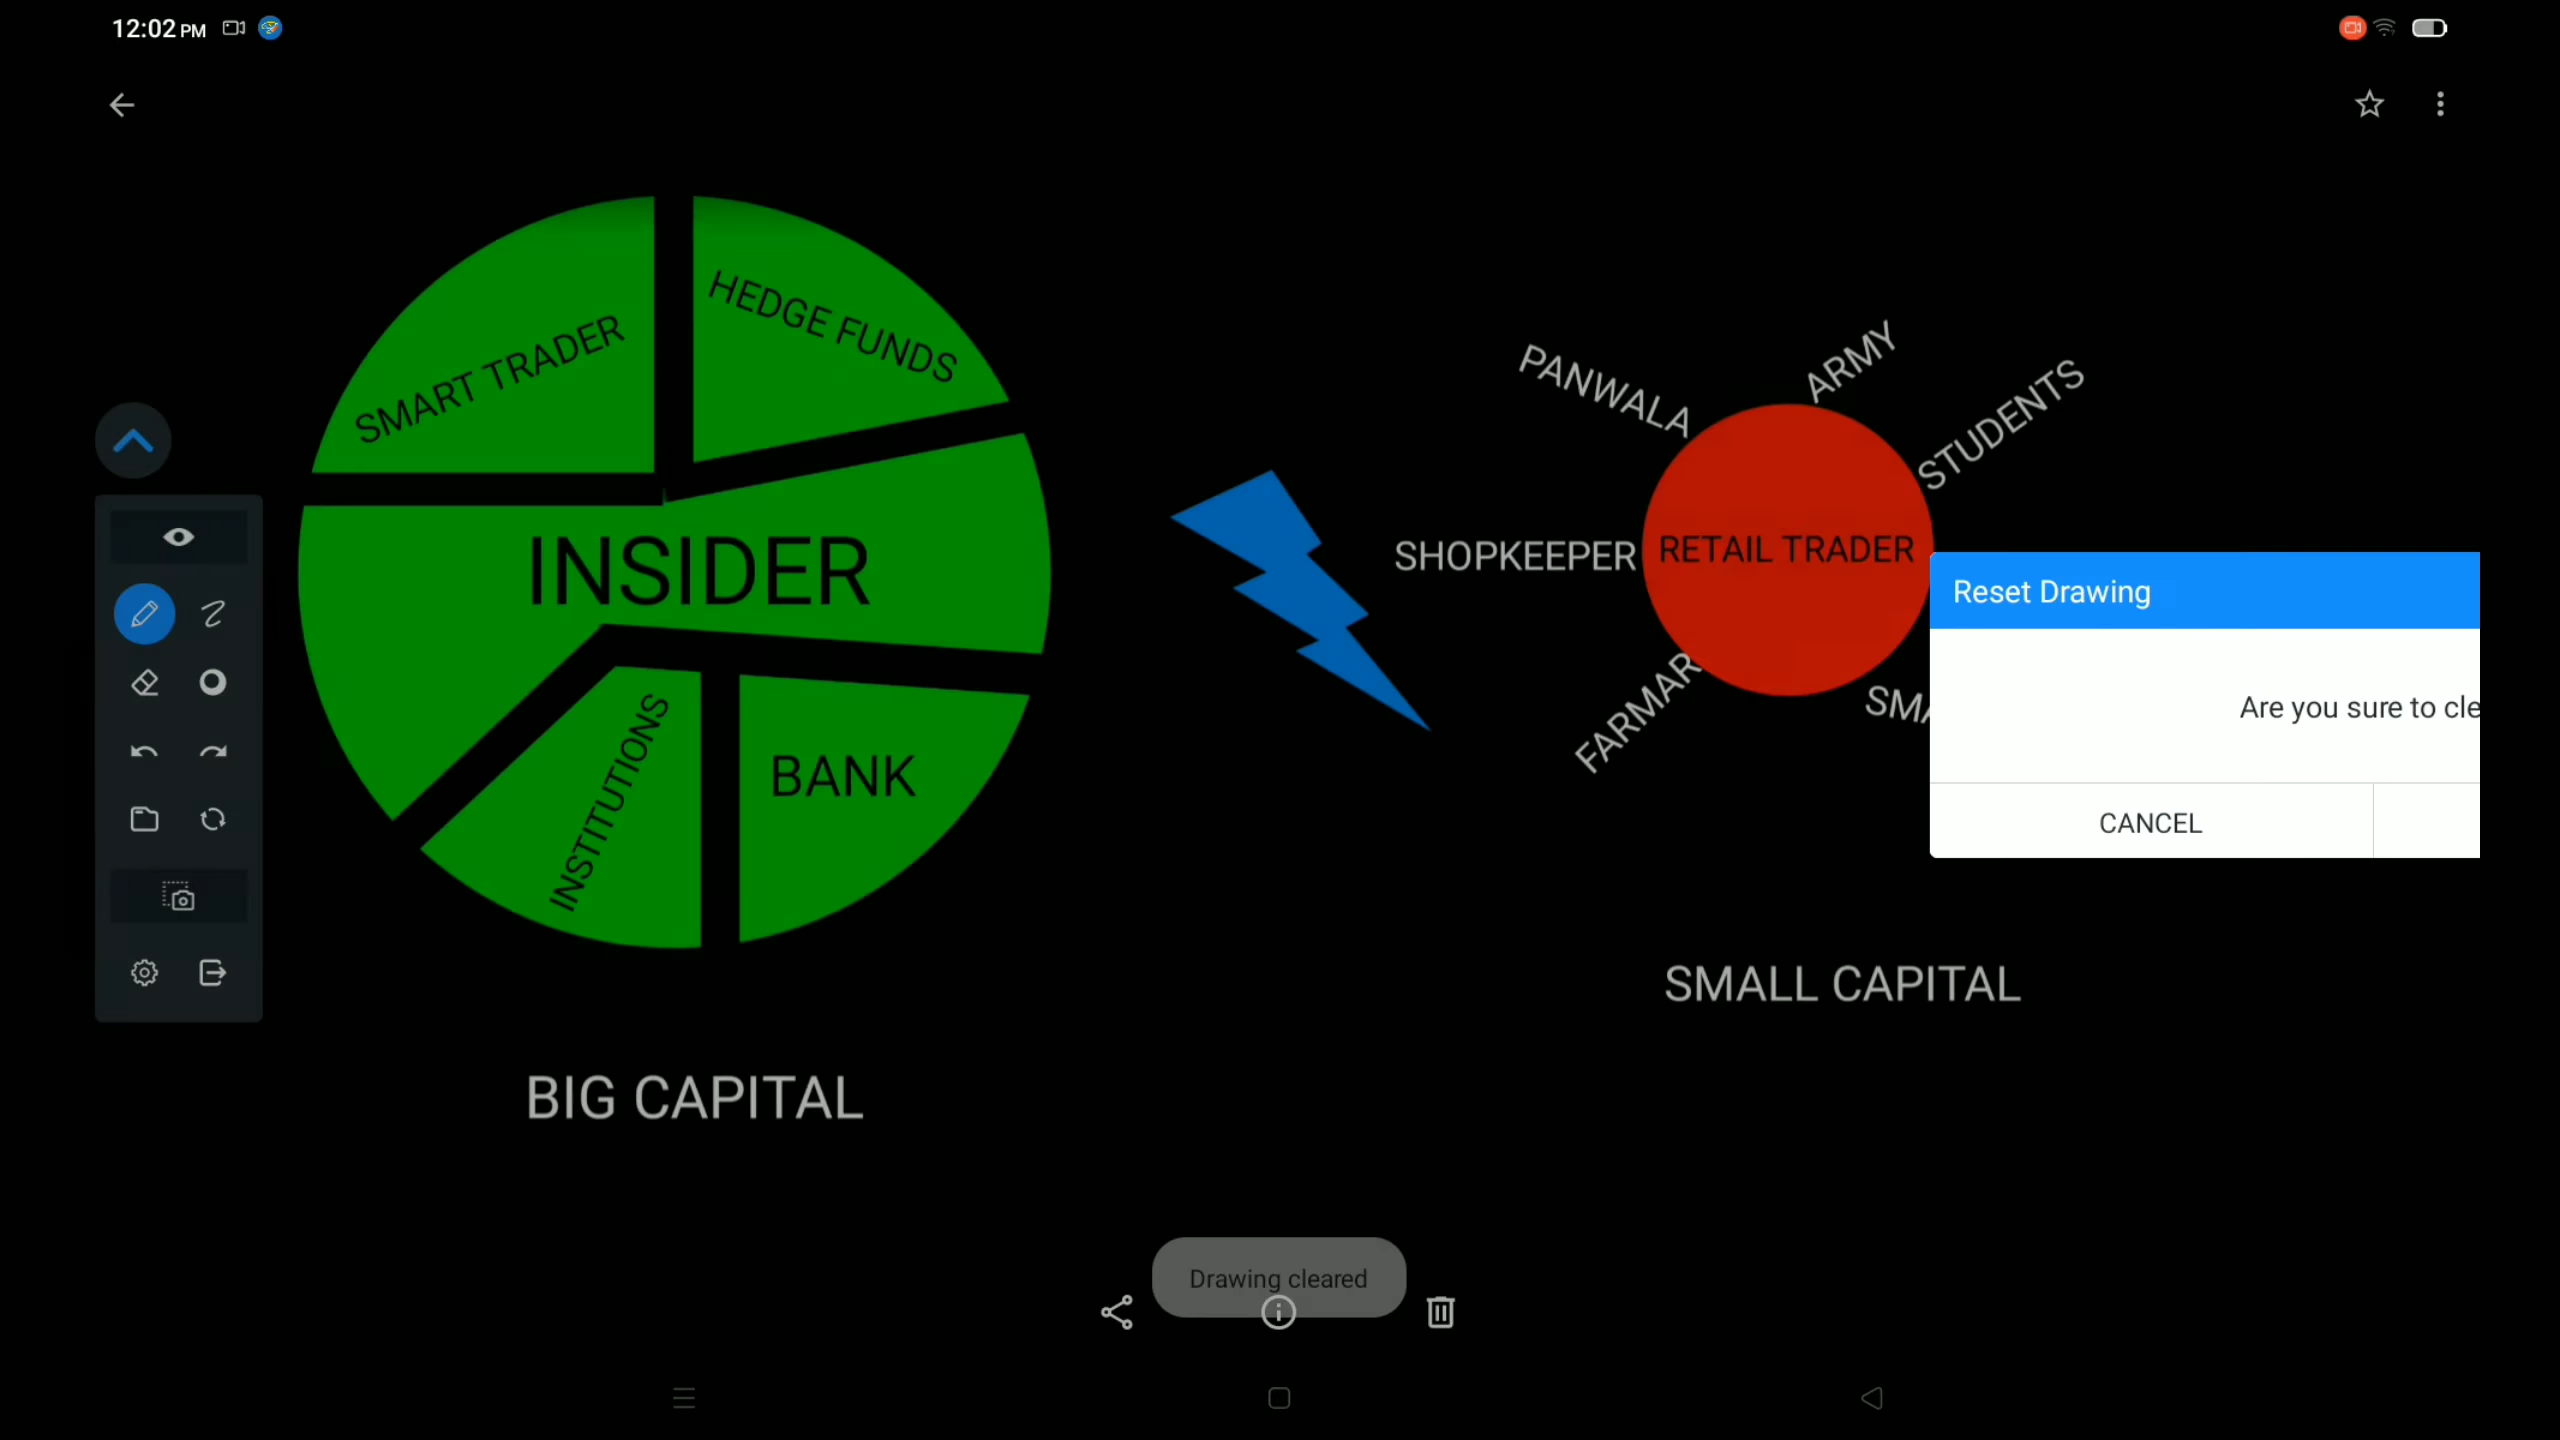 12:02 PM
HEDGE FUNDS
SMART TRADER
ARMY
PANWALA
STUDENTS
INSIDER
SHOPKEEPER
RETAIL TRADER
Reset Drawing
FARMAR
Are you sure to cle
INSTITUTIONS
BANK
CANCEL
SMALL CAPITAL
BIG CAPITAL
Drawing cleared